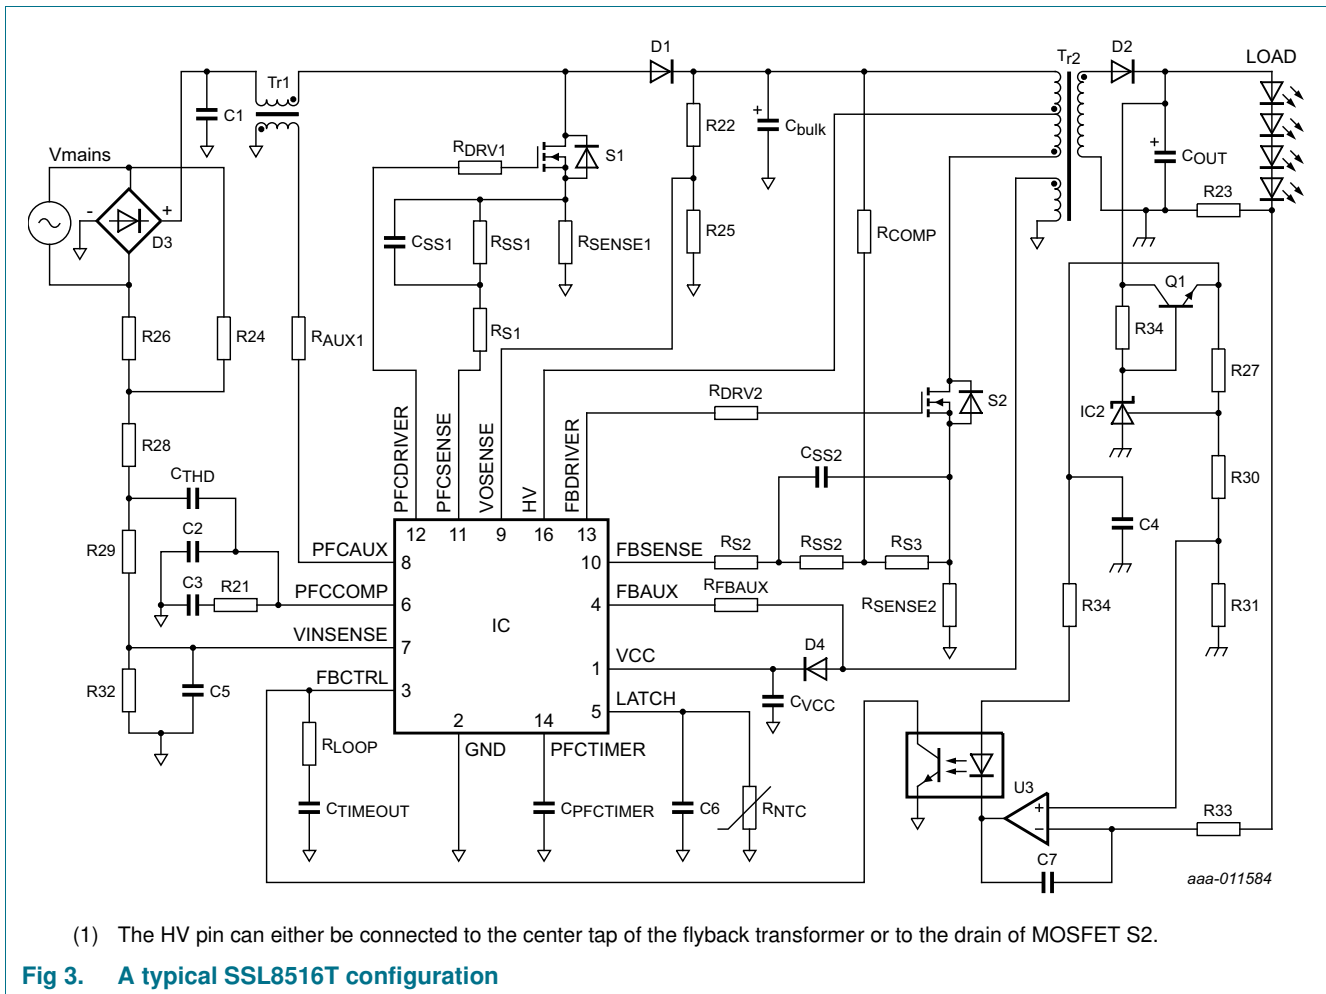 D1
Tr2
D2
LOAD
Tr1
C1
R22
Cbulk
Vmains
RDRV1
S1
COUT
R23
-
+
D3
CSS1
RSS1
RSENSE1
R25
RCOMP
Q1
R26
R24
RAUX1
RS1
R34
R27
RDRV2
S2
IC2
R28
PFCDRIVER
PFCSENSE
VOSENSE
HV
FBDRIVER
CSS2
R30
CTHD
C4
12
11
9
16
13
C2
R29
PFCAUX
8
10
FBSENSE
RS2
RSS2
RS3
C3
R21
PFCCOMP
6
4
FBAUX
RFBAUX
RSENSE2
R34
R31
IC
VINSENSE
7
D4
1
VCC
R32
C5
FBCTRL
3
CVCC
5
LATCH
2
14
GND
PFCTIMER
RLOOP
U3
CTIMEOUT
CPFCTIMER
C6
RNTC
+
−
R33
C7
aaa-011584
(1) The HV pin can either be connected to the center tap of the flyback transformer or to the drain of MOSFET S2.
Fig 3. A typical SSL8516T configuration
+
+